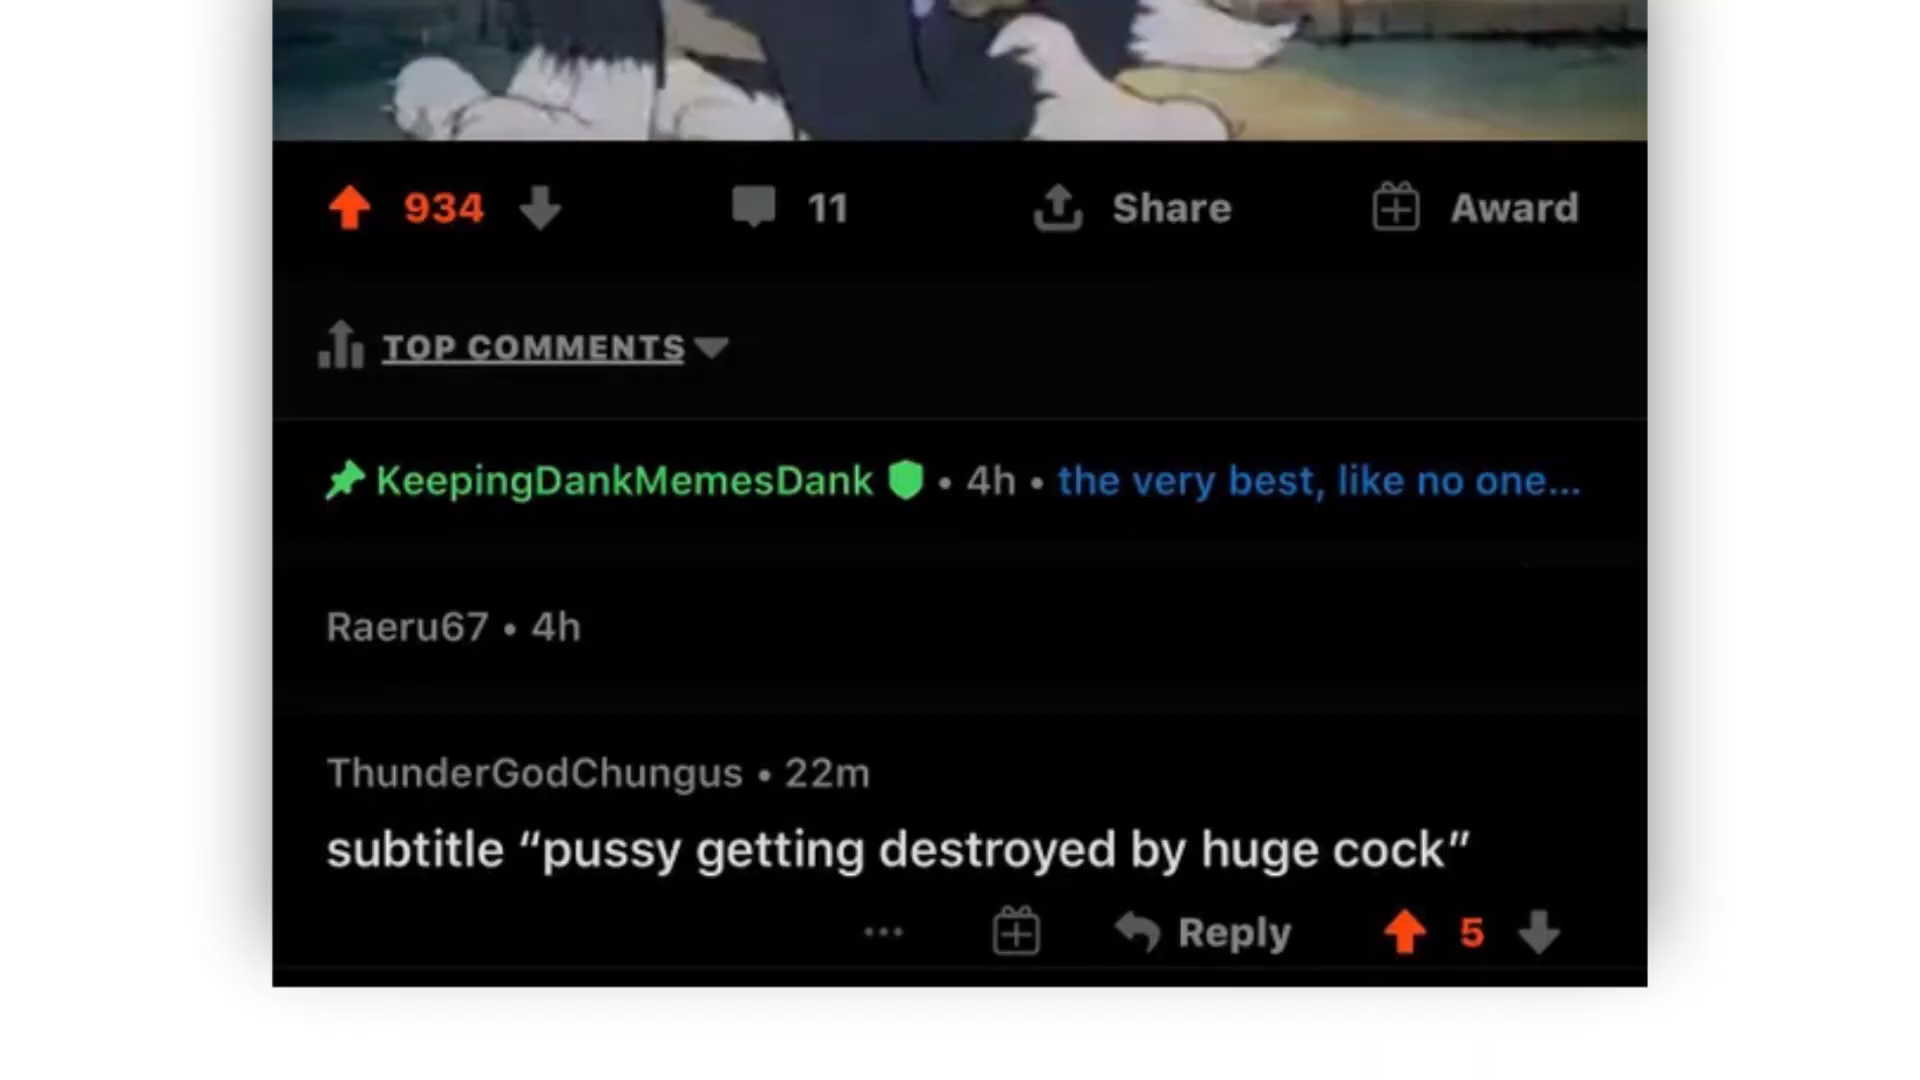 934 11 Share Award
TOP COMMENTS
KeepingDankMemesDank • 4h • the very best, like no one...
Raeru67 • 4h
ThunderGodChungus • 22m
subtitle “pussy getting destroyed by huge cock”
... Reply 5